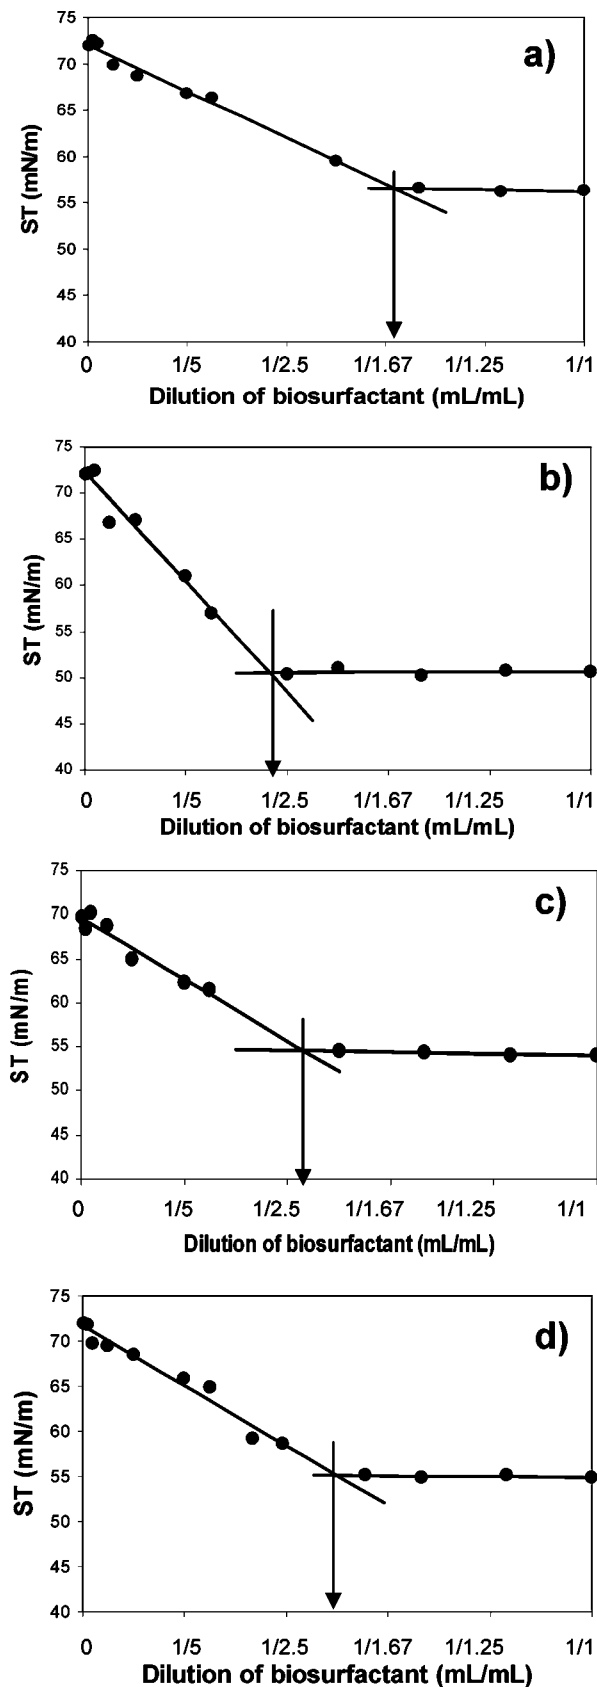 a)
ST (mN/m)
75
70
65
60
55
50
45
40
0 1/5 1/2.5 1/1.67 1/1.25 1/1
Dilution of biosurfactant (mL/mL)
b)
ST (mN/m)
75
70
65
60
55
50
45
40
0 1/5 1/2.5 1/1.67 1/1.25 1/1
Dilution of biosurfactant (mL/mL)
c)
ST (mN/m)
75
70
65
60
55
50
45
40
0 1/5 1/2.5 1/1.67 1/1.25 1/1
Dilution of biosurfactant (mL/mL)
d)
ST (mN/m)
75
70
65
60
55
50
45
40
0 1/5 1/2.5 1/1.67 1/1.25 1/1
Dilution of biosurfactant (mL/mL)